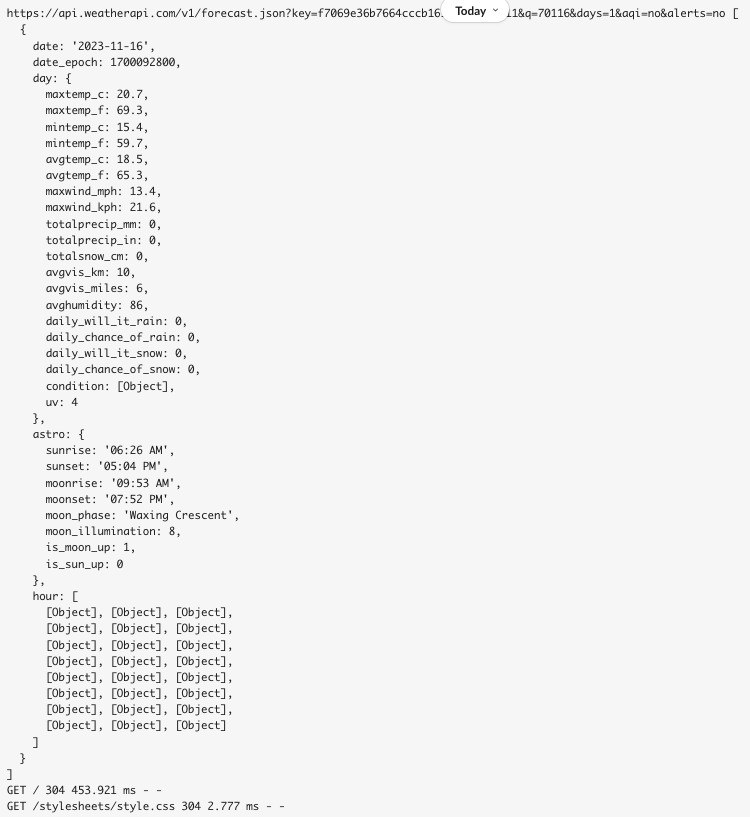 https://api.weatherapi.com/v1/forecast.json?key=f7069e36b7664cccb16 Today 1&q=70116&days=1&aqi=no&alerts=no [
{
date: '2023-11-16',
date_epoch: 1700092800,
day: {
maxtemp_c: 20.7,
maxtemp_f: 69.3,
mintemp_c: 15.4,
mintemp_f: 59.7,
avgtemp_c: 18.5,
avgtemp_f: 65.3,
maxwind_mph: 13.4,
maxwind_kph: 21.6,
totalprecip_mm: 0,
totalprecip_in: 0,
totalsnow_cm: 0,
avgvis_km: 10,
avgvis_miles: 6,
avghumidity: 86,
daily_will_it_rain: 0,
daily_chance_of_rain: 0,
daily_will_it_snow: 0,
daily_chance_of_snow: 0,
condition: [Object],
uv: 4
},
astro: {
sunrise: '06:26 AM',
sunset: '05:04 PM',
moonrise: '09:53 AM',
moonset: '07:52 PM',
moon_phase: 'Waxing Crescent',
moon_illumination: 8,
is_moon_up: 1,
is_sun_up: 0
},
hour: [
[Object], [Object], [Object],
[Object], [Object], [Object],
[Object], [Object], [Object],
[Object], [Object], [Object],
[Object], [Object], [Object],
[Object], [Object], [Object],
[Object], [Object], [Object],
[Object], [Object], [Object]
]
}
]
GET / 304 453.921 ms - -
GET /stylesheets/style.css 304 2.777 ms - -